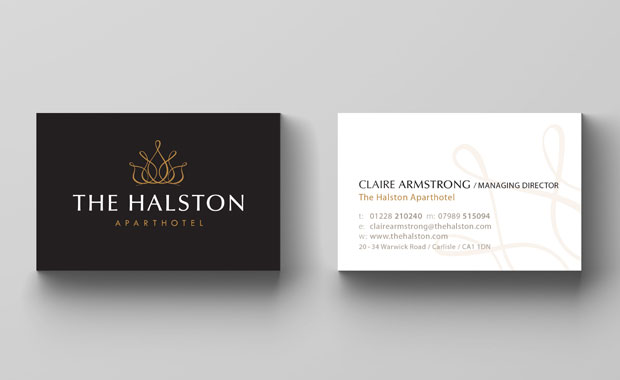 THE HALSTON
APARTHOTEL
CLAIRE ARMSTRONG / MANAGING DIRECTOR
The Halston Aparthotel
t: 01228 210240 m: 07989 515094
e: clairearmstrong@thehalston.com
w: www.thehalston.com
20 - 34 Warwick Road / Carlisle / CA1 1DN